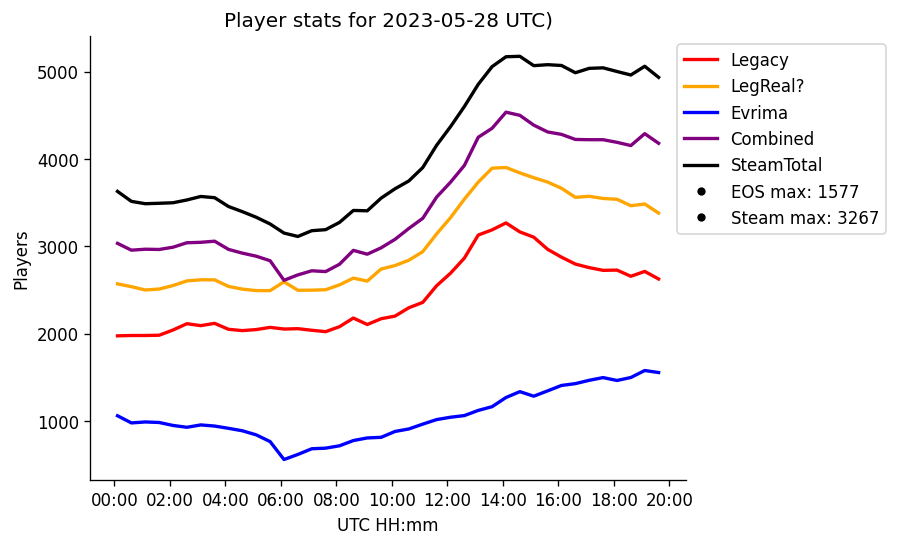 Player stats for 2023-05-28 UTC)
Players
5000
4000
3000
2000
1000
00:00 02:00 04:00 06:00 08:00 10:00 12:00 14:00 16:00 18:00 20:00
UTC HH:mm
Legacy
LegReal?
Evrima
Combined
SteamTotal
EOS max: 1577
Steam max: 3267